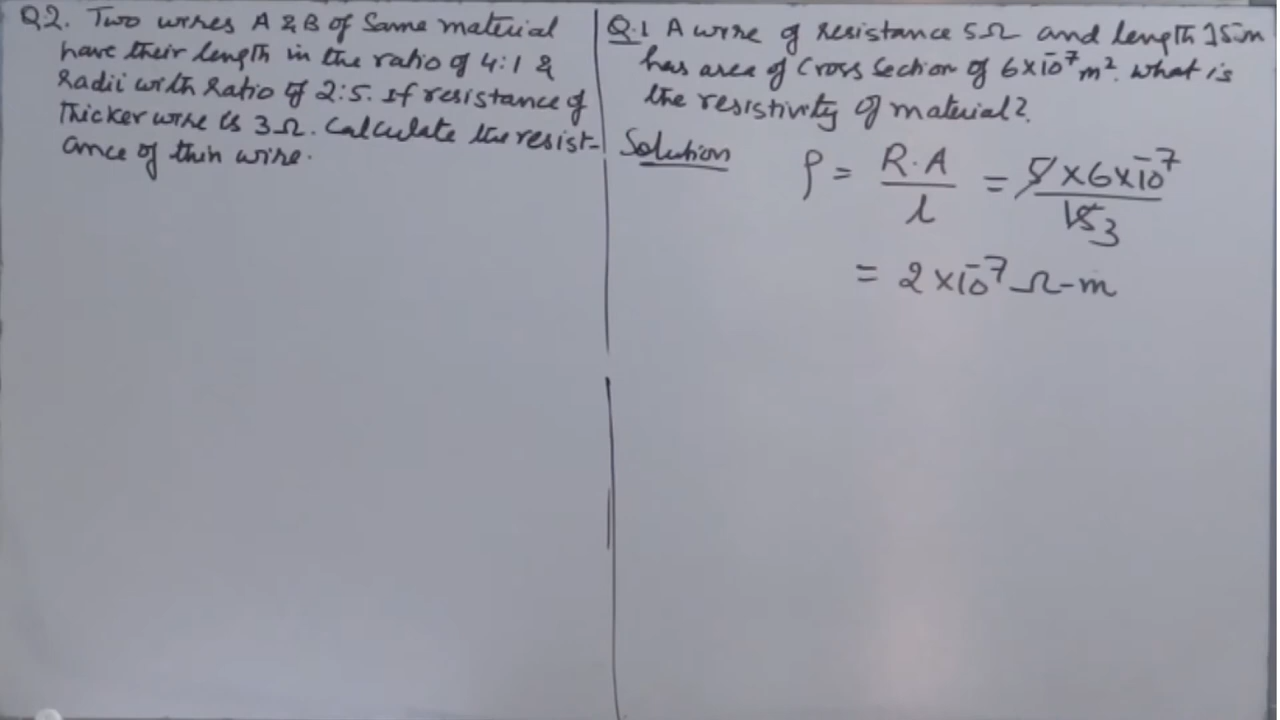 Q2. Two wires A & B of Same material
have their length in the ratio of 4:1 &
Radii with Ratio of 2:5. If resistance of
Thicker wire is 3Ω. Calculate the resist-
ance of thin wire.
Q.1 A wire of resistance 5Ω and length 15m
has area of Cross Section of 6×10⁻⁷m². What is
the resistivity of material?.
Solution
ρ = R.A / l = 5×6×10⁻⁷ / 15 3
= 2×10⁻⁷ Ω-m